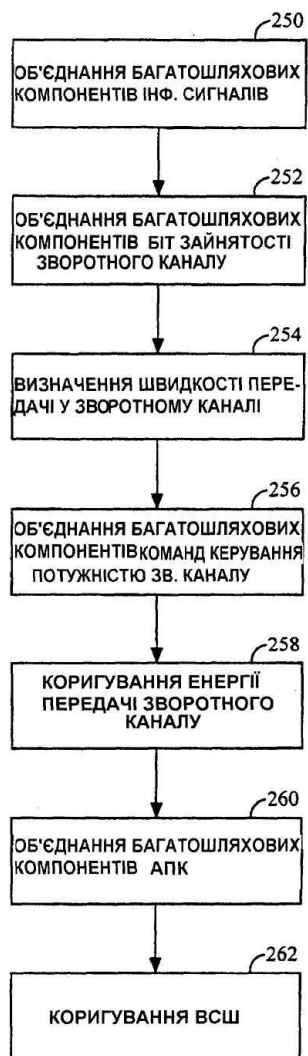 250
ОБ'ЄДНАННЯ БАГАТОШЛЯХОВИХ
КОМПОНЕНТІВ ІНФ. СИГНАЛІВ
252
ОБ'ЄДНАННЯ БАГАТОШЛЯХОВИХ
КОМПОНЕНТІВ БІТ ЗАЙНЯТОСТІ
ЗВОРОТНОГО КАНАЛУ
254
ВИЗНАЧЕННЯ ШВИДКОСТІ ПЕРЕ-
ДАЧІ У ЗВОРОТНОМУ КАНАЛІ
256
ОБ'ЄДНАННЯ БАГАТОШЛЯХОВИХ
КОМПОНЕНТІВ КОМАНД КЕРУВАННЯ
ПОТУЖНІСТЮ ЗВ. КАНАЛУ
258
КОРИГУВАННЯ ЕНЕРГІЇ
ПЕРЕДАЧІ ЗВОРОТНОГО
КАНАЛУ
260
ОБ'ЄДНАННЯ БАГАТОШЛЯХОВИХ
КОМПОНЕНТІВ АПК
262
КОРИГУВАННЯ ВСШ